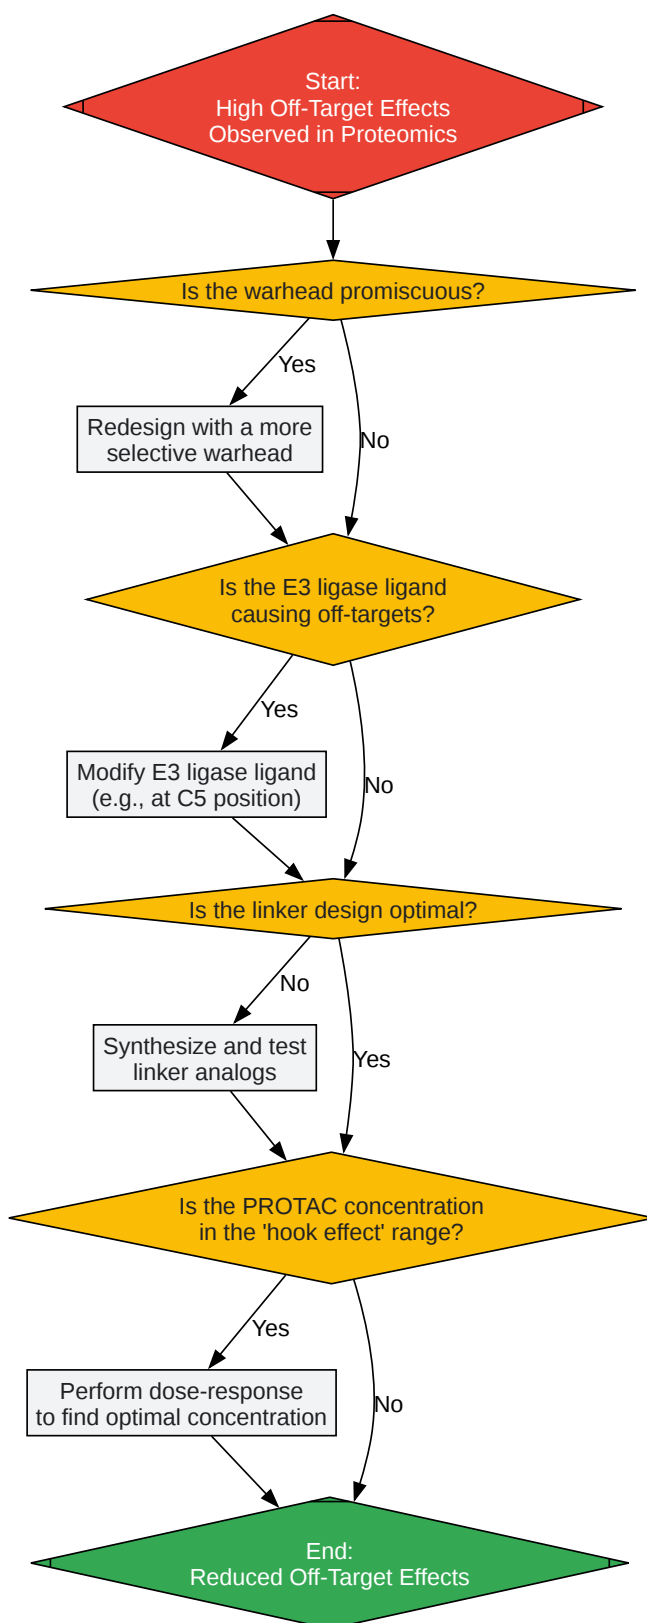 Start:
High Off-Target Effects
Observed in Proteomics
Is the warhead promiscuous?
Yes
Redesign with a more
selective warhead
No
Is the E3 ligase ligand
causing off-targets?
Yes
Modify E3 ligase ligand
(e.g., at C5 position)
No
Is the linker design optimal?
No
Synthesize and test
linker analogs
Yes
Is the PROTAC concentration
in the 'hook effect' range?
Yes
Perform dose-response
to find optimal concentration
No
End:
Reduced Off-Target Effects